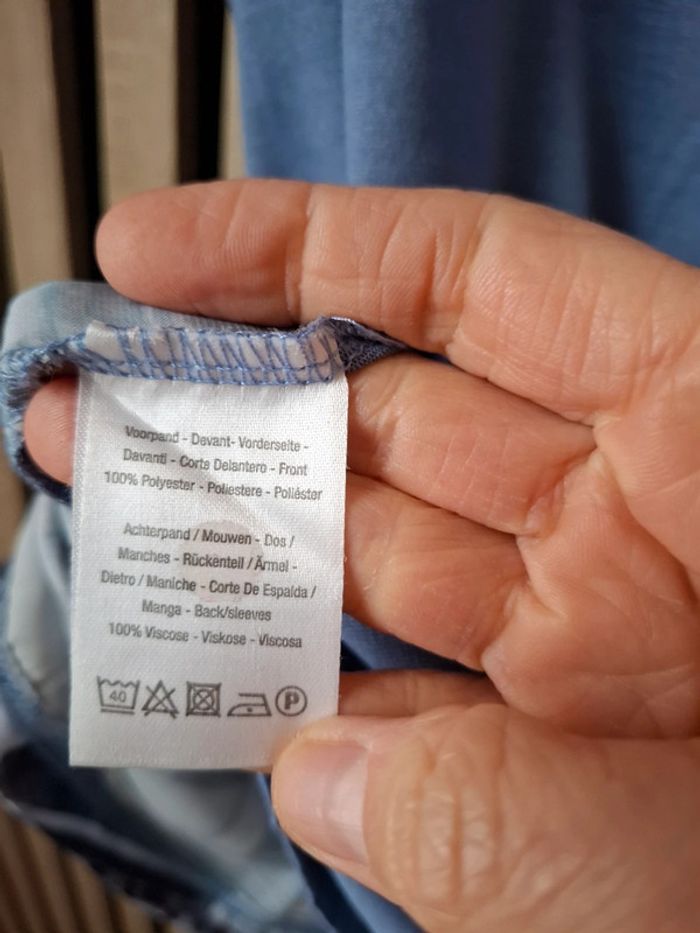 Voorpand - Devant- Vorderseite -
Davanti - Corte Delantero - Front
100% Polyester - Poliestere - Poliéster
Achterpand / Mouwen - Dos /
Manches - Rückenteil / Ärmel -
Dietro / Maniche - Corte De Espalda /
Manga - Back/sleeves
100% Viscose - Viskose - Viscosa
40 P